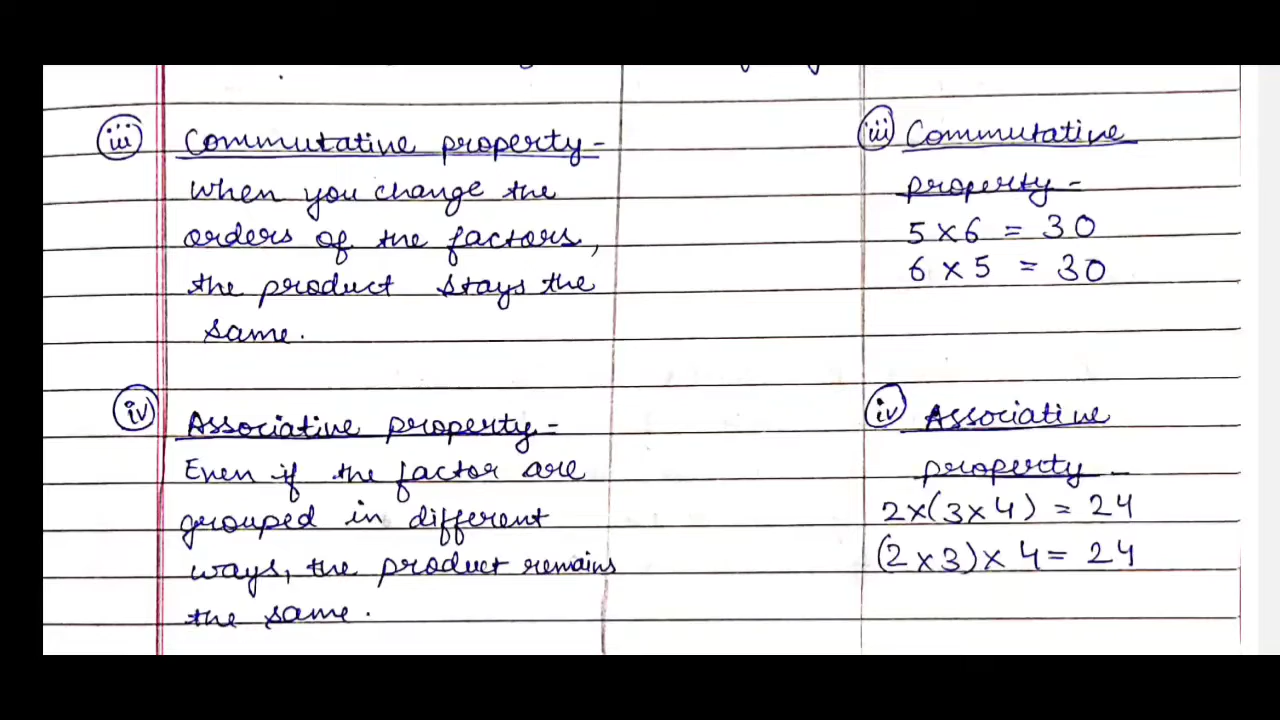 (iii) Commutative property-
When you change the
orders of the factors,
the product stays the
same.
(iv) Associative property-
Even if the factor are
grouped in different
ways, the product remains
the same.
(iii) Commutative
property-
5 x 6 = 30
6 x 5 = 30
(iv) Associative
property-
2x(3x4) = 24
(2x3)x 4 = 24